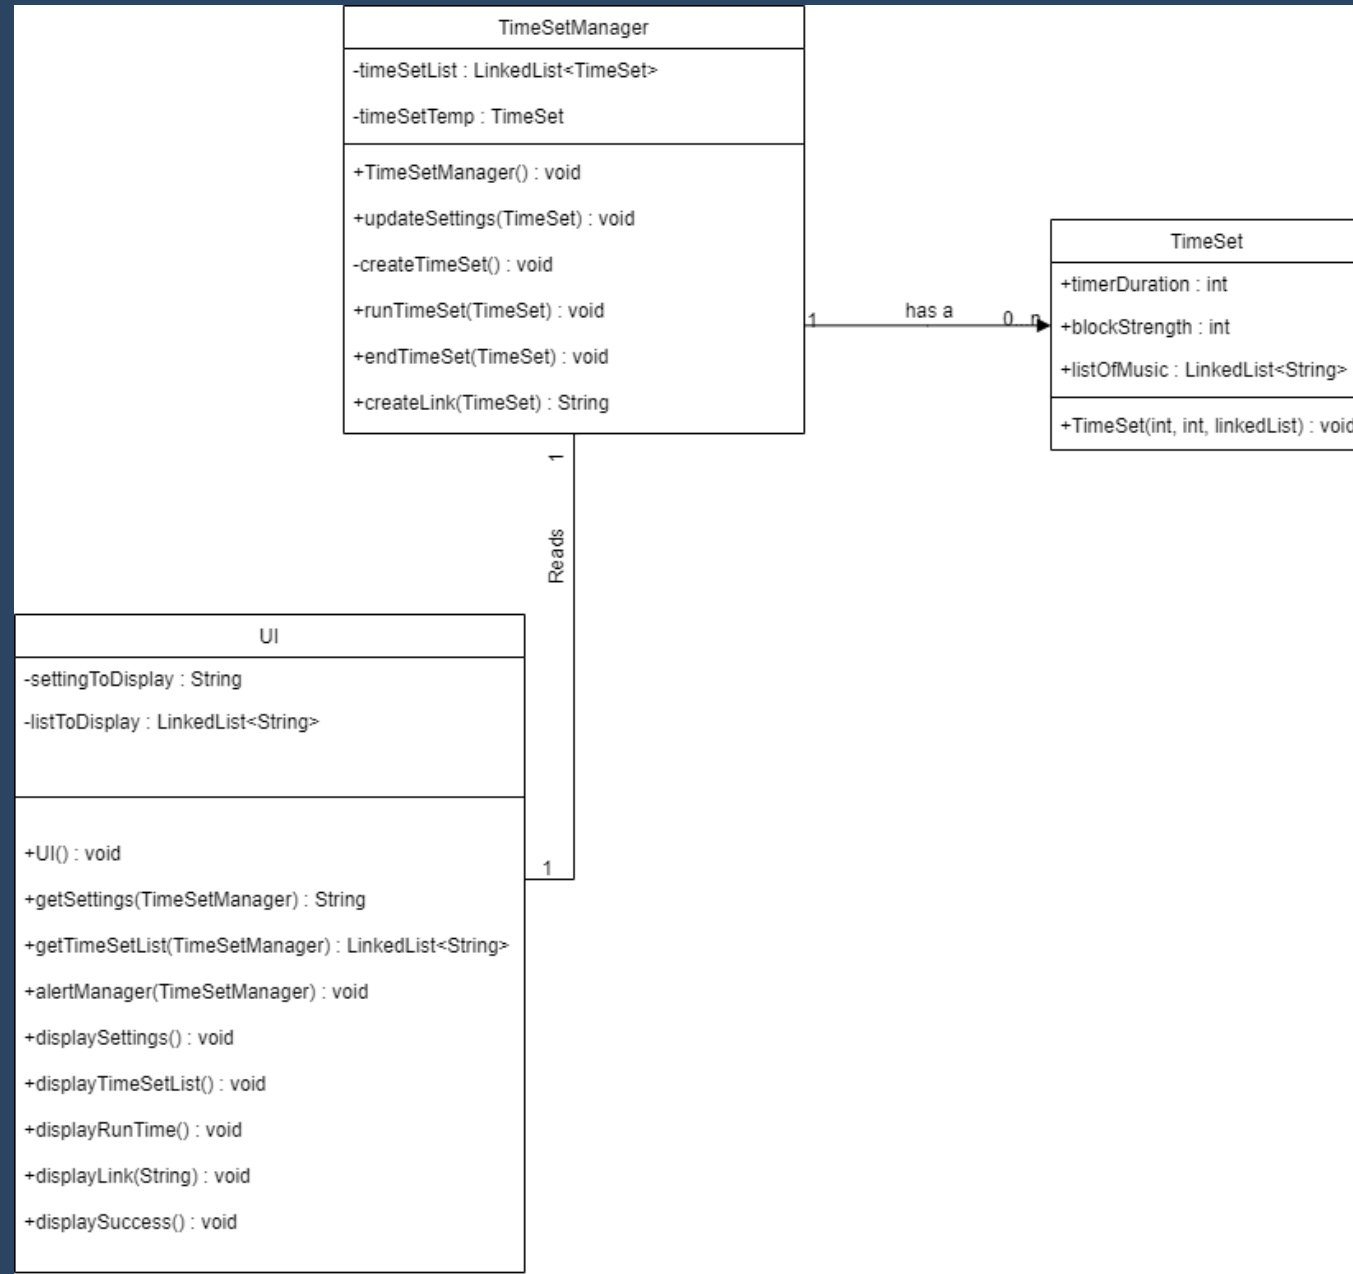 TimeSetManager
-timeSetList : LinkedList<TimeSet>
-timeSetTemp : TimeSet
+TimeSetManager() : void
+updateSettings(TimeSet) : void
-createTimeSet() : void
+runTimeSet(TimeSet) : void
+endTimeSet(TimeSet) : void
+createLink(TimeSet) : String
1
has a
0...n
TimeSet
+timerDuration : int
+blockStrength : int
+listOfMusic : LinkedList<String>
+TimeSet(int, int, linkedList) : void
1
Reads
1
UI
-settingToDisplay : String
-listToDisplay : LinkedList<String>
+UI() : void
+getSettings(TimeSetManager) : String
+getTimeSetList(TimeSetManager) : LinkedList<String>
+alertManager(TimeSetManager) : void
+displaySettings() : void
+displayTimeSetList() : void
+displayRunTime() : void
+displayLink(String) : void
+displaySuccess() : void